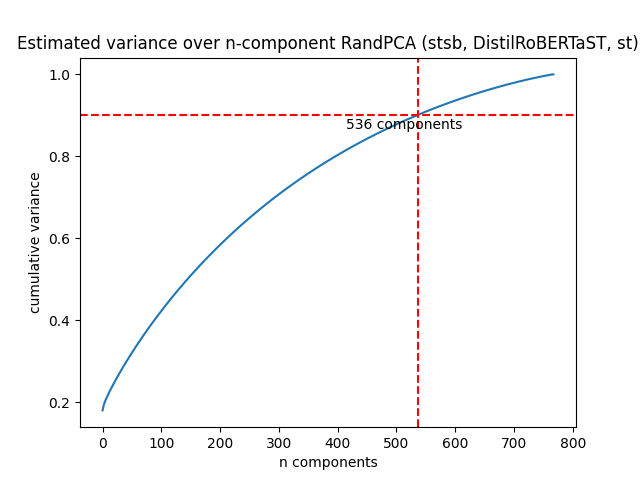 Estimated variance over n-component RandPCA (stsb, DistilRoBERTaST, st)
1.0
0.8
0.6
0.4
0.2
cumulative variance
536 components
0 100 200 300 400 500 600 700 800
n components